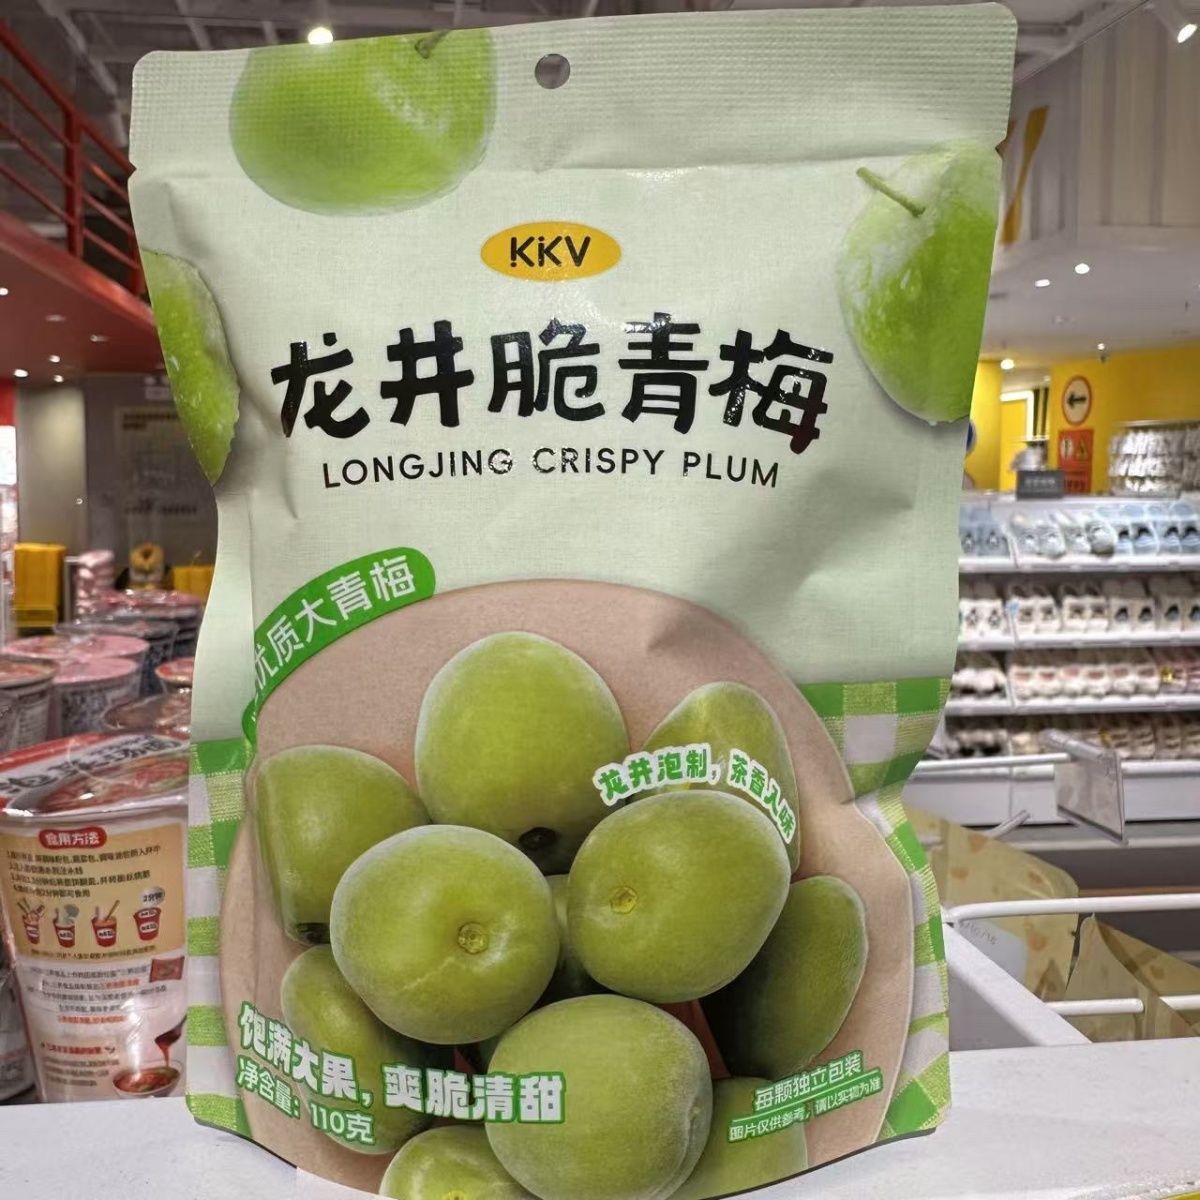 KKV
龙井脆青梅
LONGJING CRISPY PLUM
优质大青梅
龙井泡制，茶香入味
饱满大果，爽脆清甜
净含量：110克
每颗独立包装
图片仅供参考，请以实物为准
食用方法